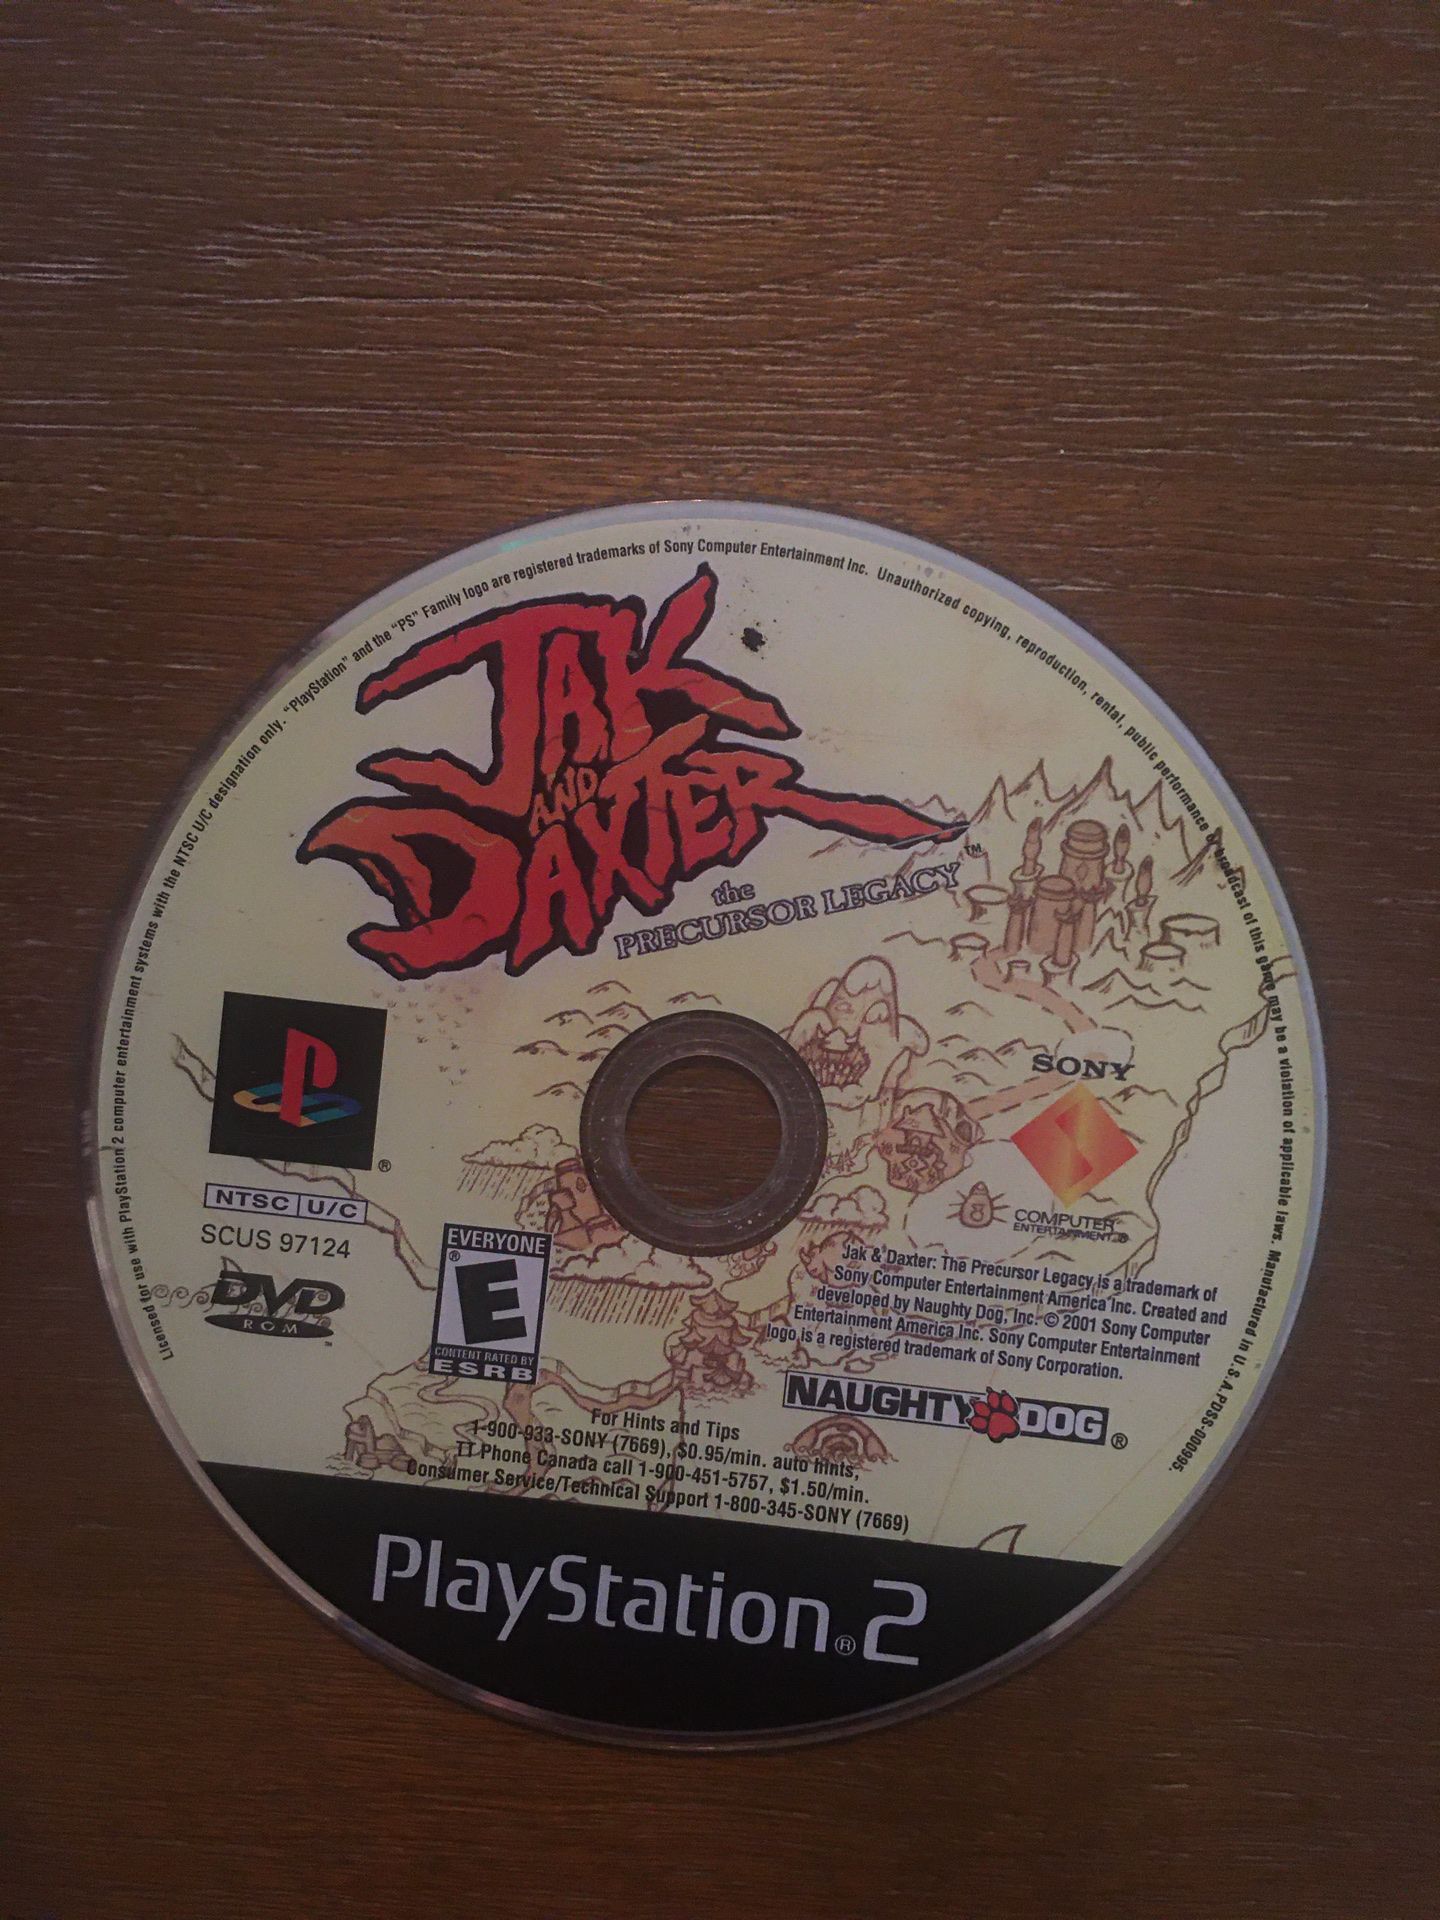 Licensed for use with PlayStation 2 computer entertainment systems with the NTSC U/C designation only. "PlayStation" and the "PS" Family logo are registered trademarks of Sony Computer Entertainment Inc. Unauthorized copying, reproduction, rental, public performance or broadcast of this game may be a violation of applicable laws. Manufactured in U.S.A. PDSS-000995.
JAK
AND
DAXTER
™
the
PRECURSOR LEGACY
®
NTSC U/C
SCUS 97124
DVD
ROM
™
EVERYONE
®
E
CONTENT RATED BY
ESRB
SONY
COMPUTER
ENTERTAINMENT ®
Jak & Daxter: The Precursor Legacy is a trademark of
Sony Computer Entertainment America Inc. Created and
developed by Naughty Dog, Inc. © 2001 Sony Computer
Entertainment America Inc. Sony Computer Entertainment
logo is a registered trademark of Sony Corporation.
NAUGHTY DOG ®
For Hints and Tips
1-900-933-SONY (7669), $0.95/min. auto hints,
TT Phone Canada call 1-900-451-5757, $1.50/min.
Consumer Service/Technical Support 1-800-345-SONY (7669)
PlayStation®2